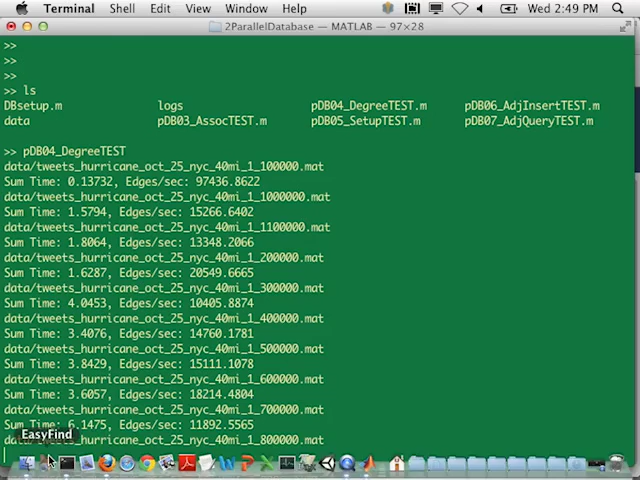 Terminal Shell Edit View Window Help Wed 2:49 PM
2ParallelDatabase — MATLAB — 97×28
>>
>>
>>
>> ls
DBsetup.m logs pDB04_DegreeTEST.m pDB06_AdjInsertTEST.m
data pDB03_AssocTEST.m pDB05_SetupTEST.m pDB07_AdjQueryTEST.m
>> pDB04_DegreeTEST
data/tweets_hurricane_oct_25_nyc_40mi_1_100000.mat
Sum Time: 0.13732, Edges/sec: 97436.8622
data/tweets_hurricane_oct_25_nyc_40mi_1_1000000.mat
Sum Time: 1.5794, Edges/sec: 15266.6402
data/tweets_hurricane_oct_25_nyc_40mi_1_1100000.mat
Sum Time: 1.8064, Edges/sec: 13348.2066
data/tweets_hurricane_oct_25_nyc_40mi_1_200000.mat
Sum Time: 1.6287, Edges/sec: 20549.6665
data/tweets_hurricane_oct_25_nyc_40mi_1_300000.mat
Sum Time: 4.0453, Edges/sec: 10405.8874
data/tweets_hurricane_oct_25_nyc_40mi_1_400000.mat
Sum Time: 3.4076, Edges/sec: 14760.1781
data/tweets_hurricane_oct_25_nyc_40mi_1_500000.mat
Sum Time: 3.8429, Edges/sec: 15111.1078
data/tweets_hurricane_oct_25_nyc_40mi_1_600000.mat
Sum Time: 3.6057, Edges/sec: 18214.4804
data/tweets_hurricane_oct_25_nyc_40mi_1_700000.mat
Sum Time: 6.1475, Edges/sec: 11892.5565
EasyFind
data/tweets_hurricane_oct_25_nyc_40mi_1_800000.mat